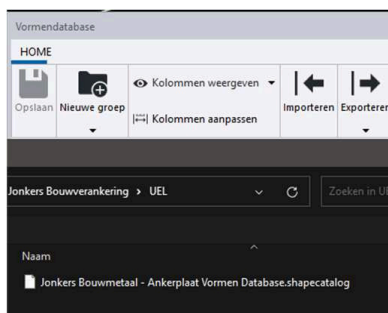 Vormendatabase
HOME
Opslaan
Nieuwe groep
Kolommen weergeven
Kolommen aanpassen
Importeren
Exporteren
Jonkers Bouwverankering › UEL
Zoeken in
Naam
Jonkers Bouwmetaal - Ankerplaat Vormen Database.shapecatalog